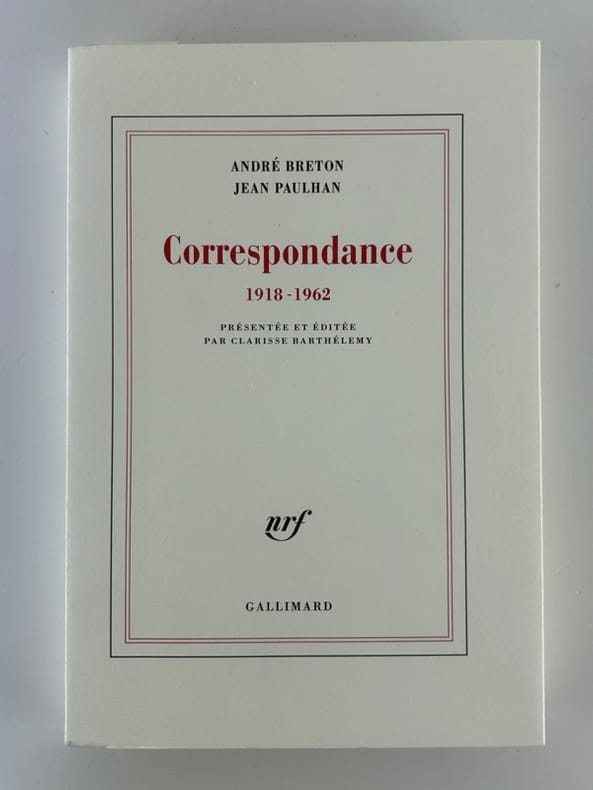 ANDRÉ BRETON
JEAN PAULHAN
Correspondance
1918 - 1962
PRÉSENTÉE ET ÉDITÉE
PAR CLARISSE BARTHÉLEMY
nrf
GALLIMARD